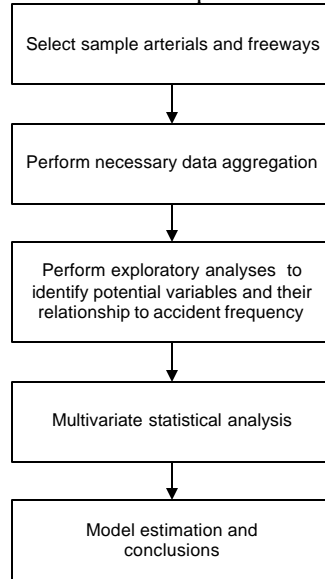 Select sample arterials and freeways
Perform necessary data aggregation
Perform exploratory analyses to
identify potential variables and their
relationship to accident frequency
Multivariate statistical analysis
Model estimation and
conclusions